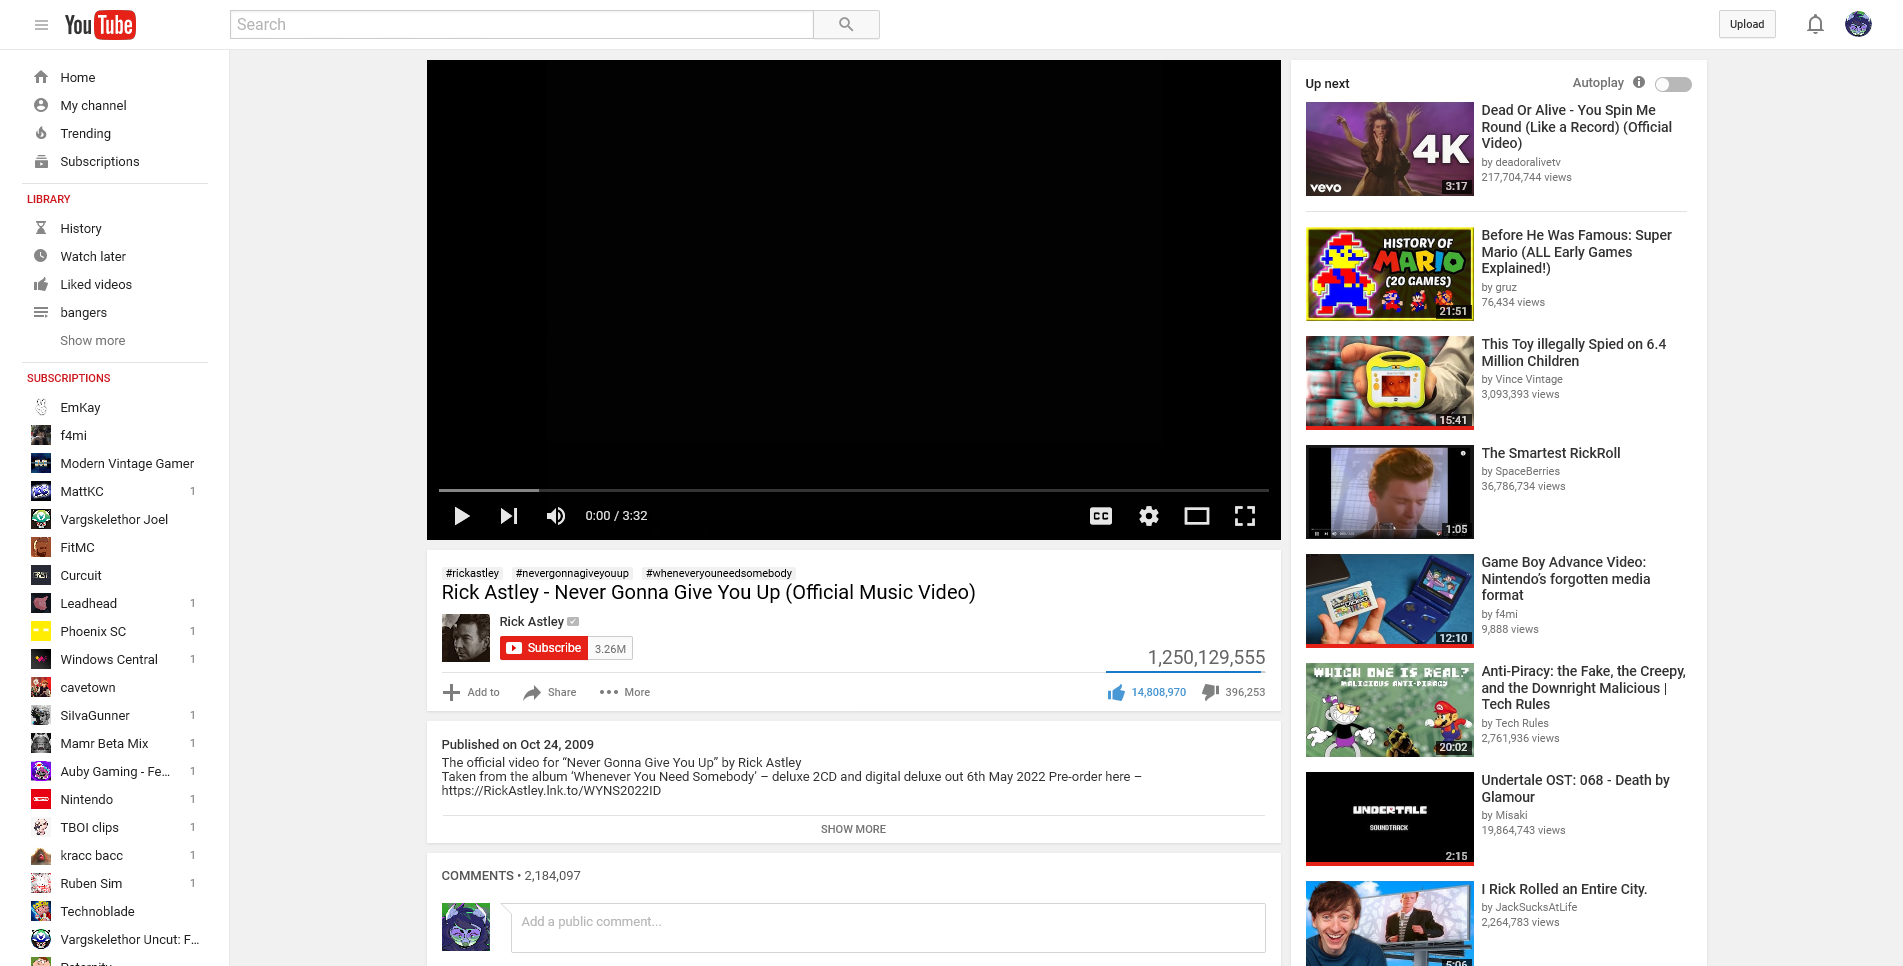 YouTube
Search
Upload
Home
My channel
Trending
Subscriptions
LIBRARY
History
Watch later
Liked videos
bangers
Show more
SUBSCRIPTIONS
EmKay
f4mi
Modern Vintage Gamer
MattKC 1
Vargskelethor Joel
FitMC
Curcuit
Leadhead 1
Phoenix SC 1
Windows Central 1
cavetown
SiIvaGunner 1
Mamr Beta Mix 1
Auby Gaming - Fe... 1
Nintendo 1
TBOI clips 1
kracc bacc 1
Ruben Sim 1
Technoblade
Vargskelethor Uncut: F...
0:00 / 3:32
CC
#rickastley #nevergonnagiveyouup #wheneveryouneedsomebody
Rick Astley - Never Gonna Give You Up (Official Music Video)
Rick Astley
Subscribe 3.26M
1,250,129,555
Add to Share More 14,808,970 396,253
Published on Oct 24, 2009
The official video for “Never Gonna Give You Up” by Rick Astley
Taken from the album ‘Whenever You Need Somebody’ – deluxe 2CD and digital deluxe out 6th May 2022 Pre-order here –
https://RickAstley.lnk.to/WYNS2022ID
SHOW MORE
COMMENTS • 2,184,097
Add a public comment...
Up next Autoplay
4K
vevo
3:17
Dead Or Alive - You Spin Me
Round (Like a Record) (Official
Video)
by deadoralivetv
217,704,744 views
HISTORY OF
MARIO
(20 GAMES)
21:51
Before He Was Famous: Super
Mario (ALL Early Games
Explained!)
by gruz
76,434 views
15:41
This Toy illegally Spied on 6.4
Million Children
by Vince Vintage
3,093,393 views
1:05
The Smartest RickRoll
by SpaceBerries
36,786,734 views
12:10
Game Boy Advance Video:
Nintendo’s forgotten media
format
by f4mi
9,888 views
WHICH ONE IS REAL?
MALICIOUS ANTI-PIRACY
20:02
Anti-Piracy: the Fake, the Creepy,
and the Downright Malicious |
Tech Rules
by Tech Rules
2,761,936 views
UNDERTALE
SOUNDTRACK
2:15
Undertale OST: 068 - Death by
Glamour
by Misaki
19,864,743 views
5:06
I Rick Rolled an Entire City.
by JackSucksAtLife
2,264,783 views